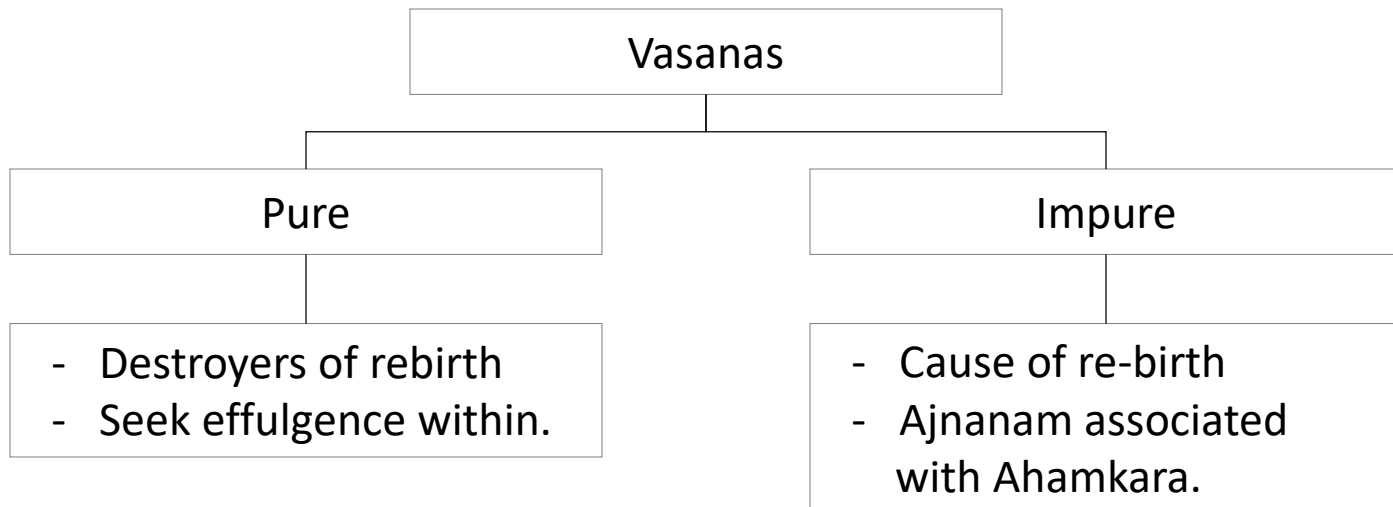 Vasanas
Pure
Impure
- Destroyers of rebirth
- Seek effulgence within.
- Cause of re-birth
- Ajnanam associated
with Ahamkara.